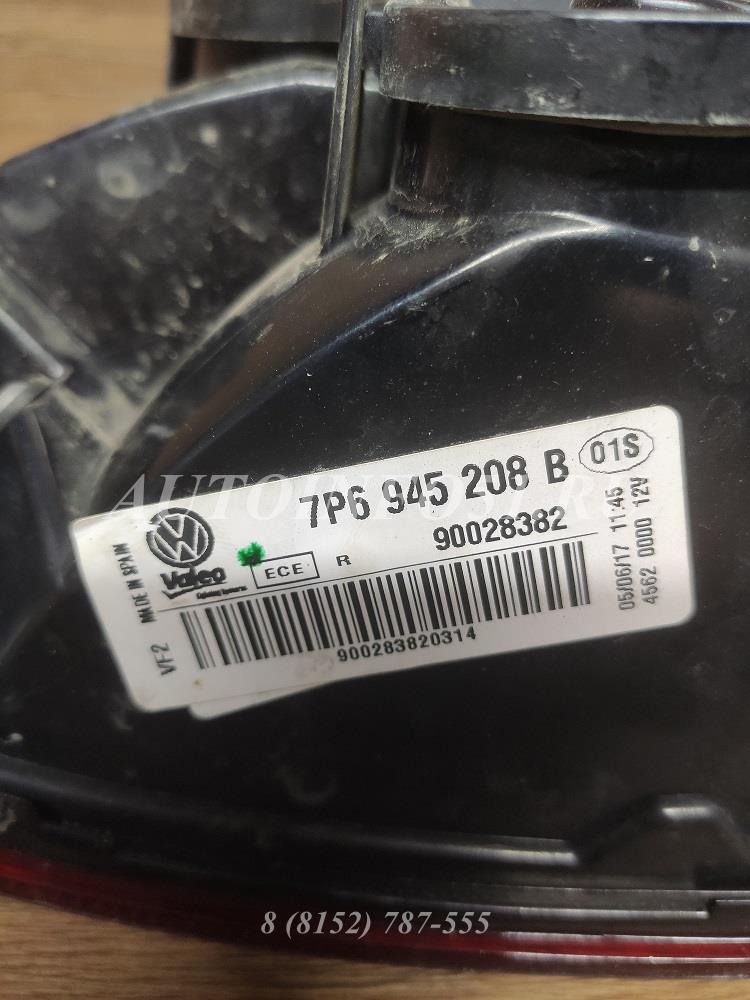 7P6 945 208 B
01S
90028382
MADE IN SPAIN
VW
Valeo
ECE
R
VF2
900283820314
05/06/17 11:45
4562 0000 12V
8 (8152) 787-555